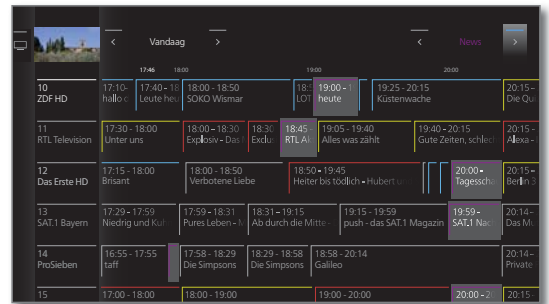 < Vandaag > < News >
17:46 18:00 19:00 20:00
10 17:10- 17:40 - 18 18:00 - 18:50 18: 19:00 - 19:25 - 20:15 20:15 –
ZDF HD hallo Leute heu SOKO Wismar LOT heute Küstenwache Die Qui
11 17:30 - 18:00 18:00 - 18:30 18:30 18:45 - 19:05 - 19:40 19:40 - 20:15 20:15 -
RTL Television Unter uns Explosiv - Das Exclus RTL Ak Alles was zählt Gute Zeiten, schlech Alexa -
12 17:15 - 18:00 18:00 - 18:50 18:50 - 19:45 20:00 - 20:15 –
Das Erste HD Brisant Verbotene Liebe Heiter bis tödlich - Hubert un Tagesscha Berlin
13 17:29 - 17:59 17:59 - 18:31 18:31 - 19:15 19:15 - 19:59 19:59 - 20:14–
SAT.1 Bayern Niedrig und Kuh Pures Leben - M Ab durch die Mitte - push - das SAT.1 Magazin SAT.1 Nac Das Mu
14 16:55 - 17:55 17:58 - 18:29 18:29 - 18:58 18:58 - 20:14 20:14–
ProSieben taff Die Simpsons Die Simpsons Galileo Private
15 17:00 - 18:00 18:00 - 19:00 19:00 - 20:00 20:00 - 2 20:15-